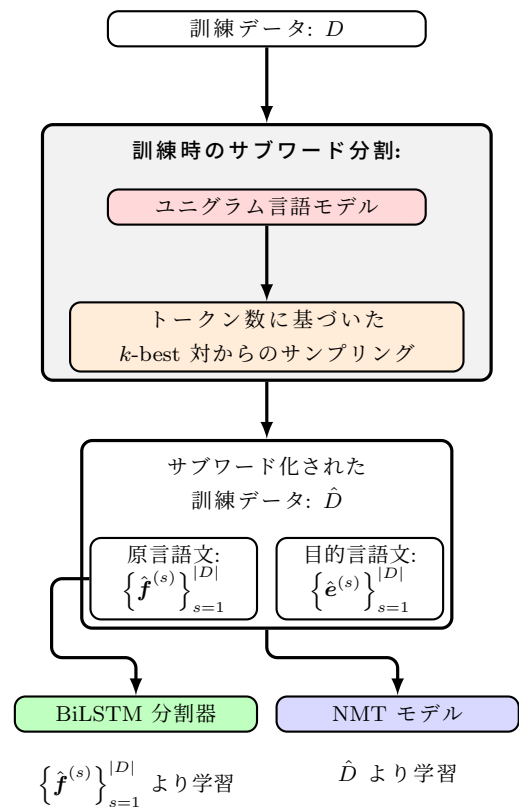 訓練データ: D
訓練時のサブワード分割:
ユニグラム言語モデル
トークン数に基づいた
k-best 対からのサンプリング
サブワード化された
訓練データ: D̂
原言語文:
{f̂^(s)}_{s=1}^{|D|}
目的言語文:
{ê^(s)}_{s=1}^{|D|}
BiLSTM 分割器
NMT モデル
{f̂^(s)}_{s=1}^{|D|} より学習
D̂ より学習